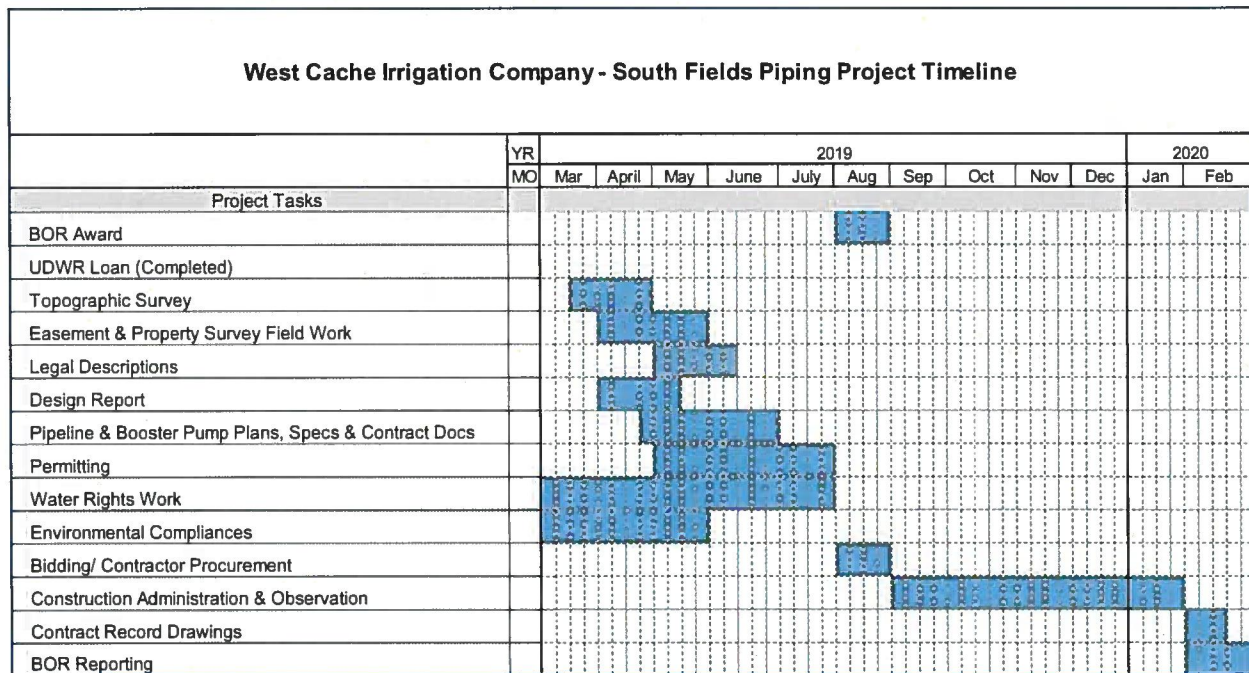 West Cache Irrigation Company - South Fields Piping Project Timeline
YR 2019 2020
MO Mar April May June July Aug Sep Oct Nov Dec Jan Feb
Project Tasks
BOR Award
UDWR Loan (Completed)
Topographic Survey
Easement & Property Survey Field Work
Legal Descriptions
Design Report
Pipeline & Booster Pump Plans, Specs & Contract Docs
Permitting
Water Rights Work
Environmental Compliances
Bidding/ Contractor Procurement
Construction Administration & Observation
Contract Record Drawings
BOR Reporting